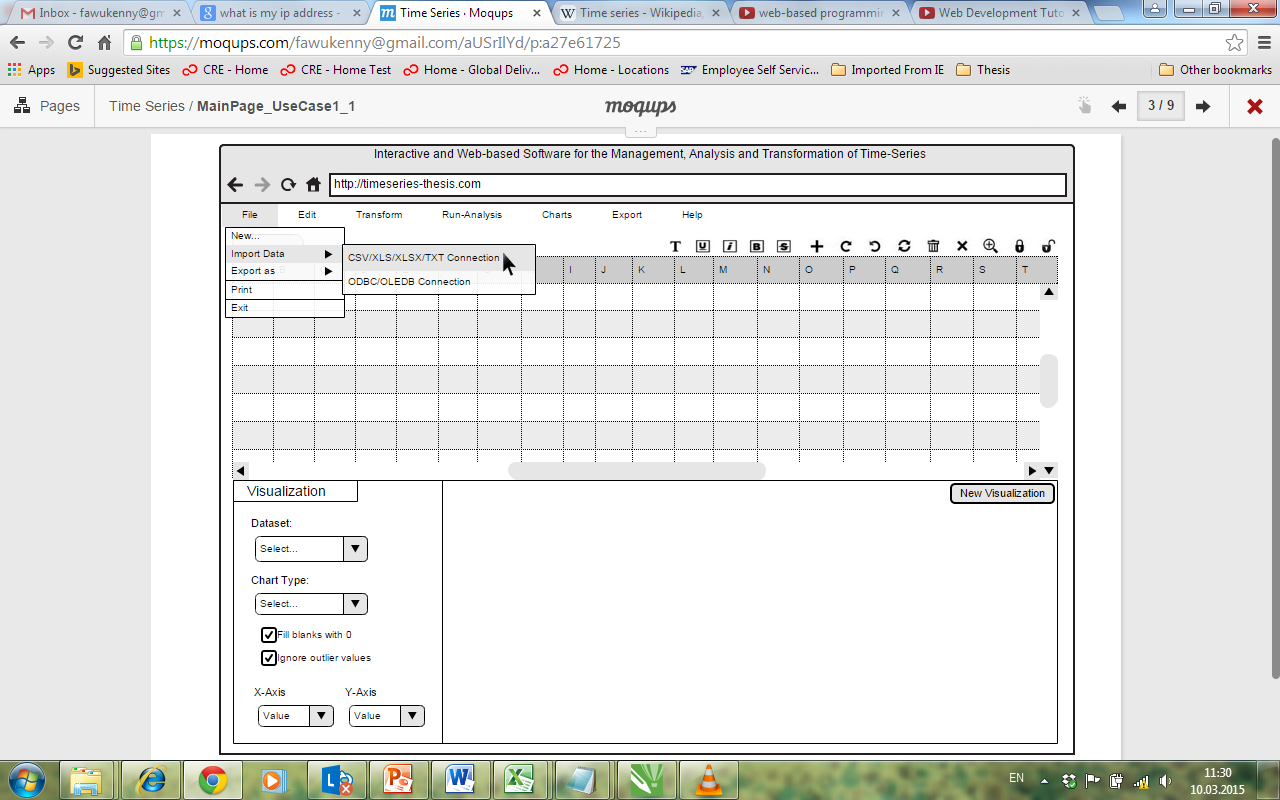 Inbox - fawukenny@gm
what is my ip address -
Time Series · Moqups
Time series - Wikipedia,
web-based programmin
Web Development Tuto
https://moqups.com/fawukenny@gmail.com/aUSrIlYd/p:a27e61725
Apps Suggested Sites CRE - Home CRE - Home Test Home - Global Deliv... Home - Locations SAP Employee Self Servic... Imported From IE Thesis Other bookmarks
Pages Time Series / MainPage_UseCase1_1 moqups 3 / 9
Interactive and Web-based Software for the Management, Analysis and Transformation of Time-Series
http://timeseries-thesis.com
File Edit Transform Run-Analysis Charts Export Help
New...
Import Data
Export as
Print
Exit
CSV/XLS/XLSX/TXT Connection
ODBC/OLEDB Connection
T U i B S
I J K L M N O P Q R S T
Visualization
New Visualization
Dataset:
Select...
Chart Type:
Select...
Fill blanks with 0
Ignore outlier values
X-Axis Y-Axis
Value Value
EN
11:30
10.03.2015